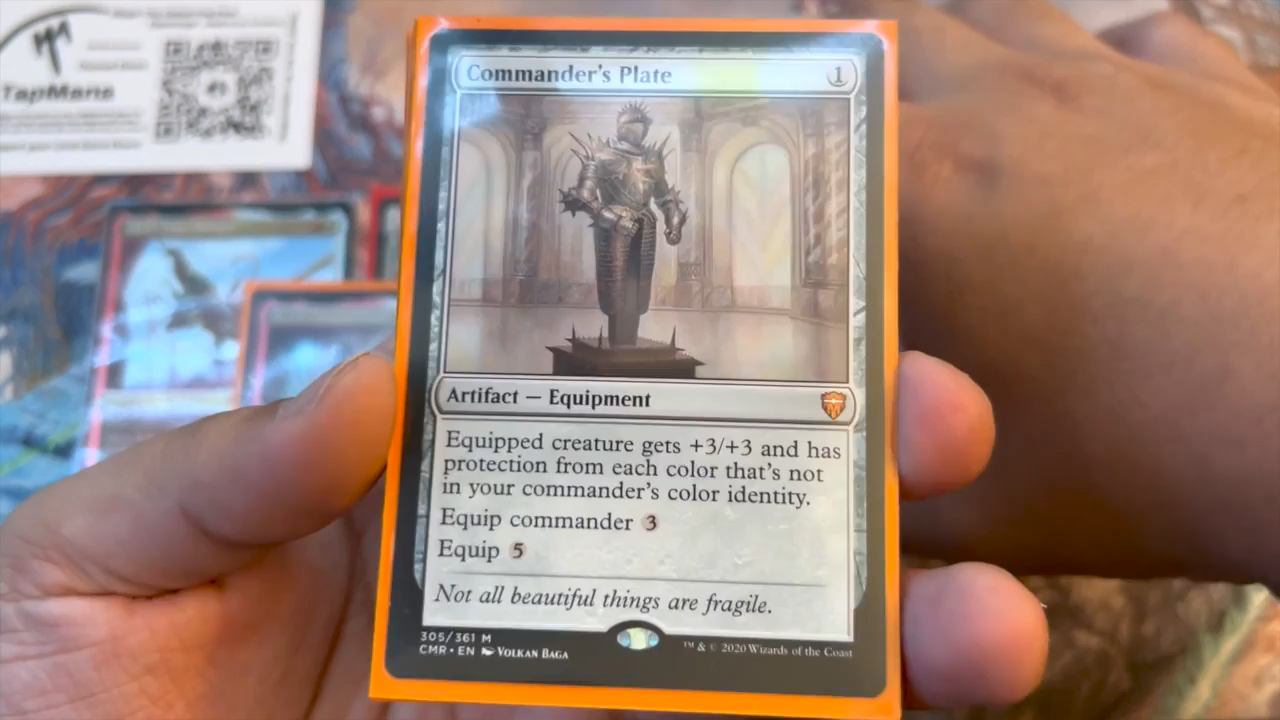 TapMana
Commander's Plate 1
Artifact — Equipment
M
Equipped creature gets +3/+3 and has
protection from each color that's not
in your commander's color identity.
Equip commander 3
Equip 5
Not all beautiful things are fragile.
305/361 M
CMR • EN Volkan Baga
™ & © 2020 Wizards of the Coast